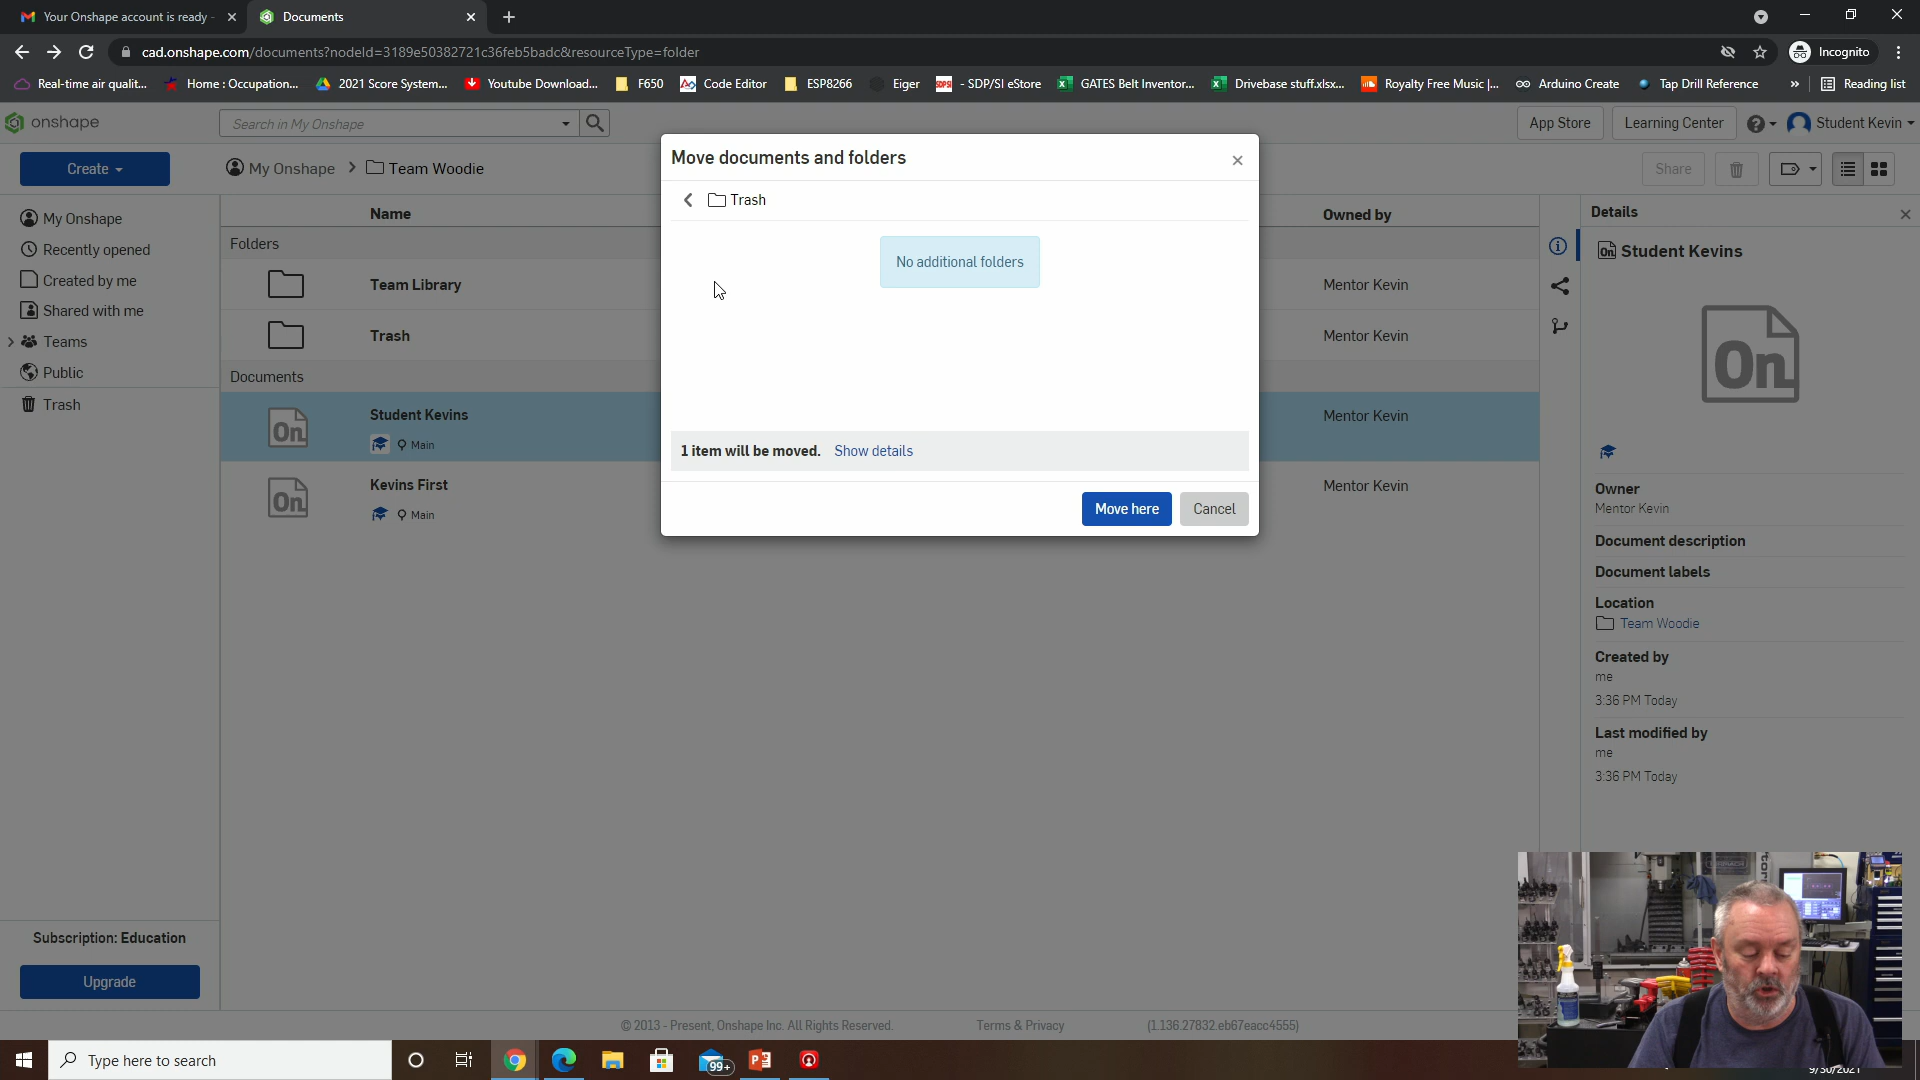 Your Onshape account is ready -
Documents
cad.onshape.com/documents?nodeId=3189e50382721c36feb5badc&resourceType=folder
Incognito
Real-time air qualit...
Home : Occupation...
2021 Score System...
Youtube Download...
F650
Code Editor
ESP8266
Eiger
- SDP/SI eStore
GATES Belt Inventor...
Drivebase stuff.xlsx...
Royalty Free Music |...
Arduino Create
Tap Drill Reference
»
Reading list
onshape
Search in My Onshape
App Store
Learning Center
Student Kevin
Create
My Onshape > Team Woodie
Share
Move documents and folders
Trash
No additional folders
1 item will be moved. Show details
Move here
Cancel
My Onshape
Recently opened
Created by me
Shared with me
Teams
Public
Trash
Name
Owned by
Folders
Team Library
Mentor Kevin
Trash
Mentor Kevin
Documents
On
Student Kevins
Main
Mentor Kevin
On
Kevins First
Main
Mentor Kevin
Details
On Student Kevins
On
Owner
Mentor Kevin
Document description
Document labels
Location
Team Woodie
Created by
me
3:36 PM Today
Last modified by
me
3:36 PM Today
Subscription: Education
Upgrade
© 2013 - Present, Onshape Inc. All Rights Reserved.
Terms & Privacy
(1.136.27832.eb67eacc4555)
Type here to search
99+
9/30/2021